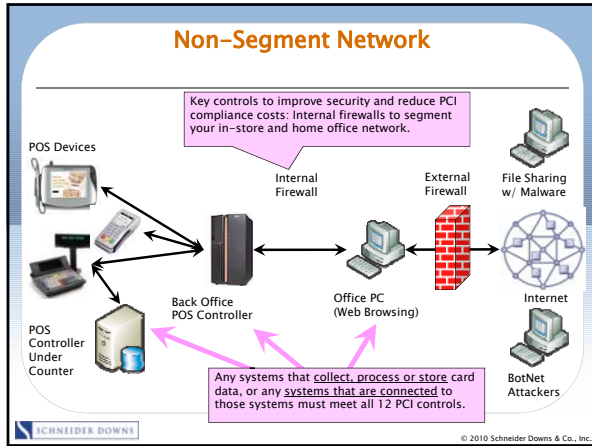 Non-Segment Network
Key controls to improve security and reduce PCI
compliance costs: Internal firewalls to segment
your in-store and home office network.
POS Devices
Internal
Firewall
External
Firewall
File Sharing
w/ Malware
Back Office
POS Controller
Office PC
(Web Browsing)
Internet
POS
Controller
Under
Counter
BotNet
Attackers
Any systems that collect, process or store card
data, or any systems that are connected to
those systems must meet all 12 PCI controls.
SCHNEIDER DOWNS
© 2010 Schneider Downs & Co., Inc.